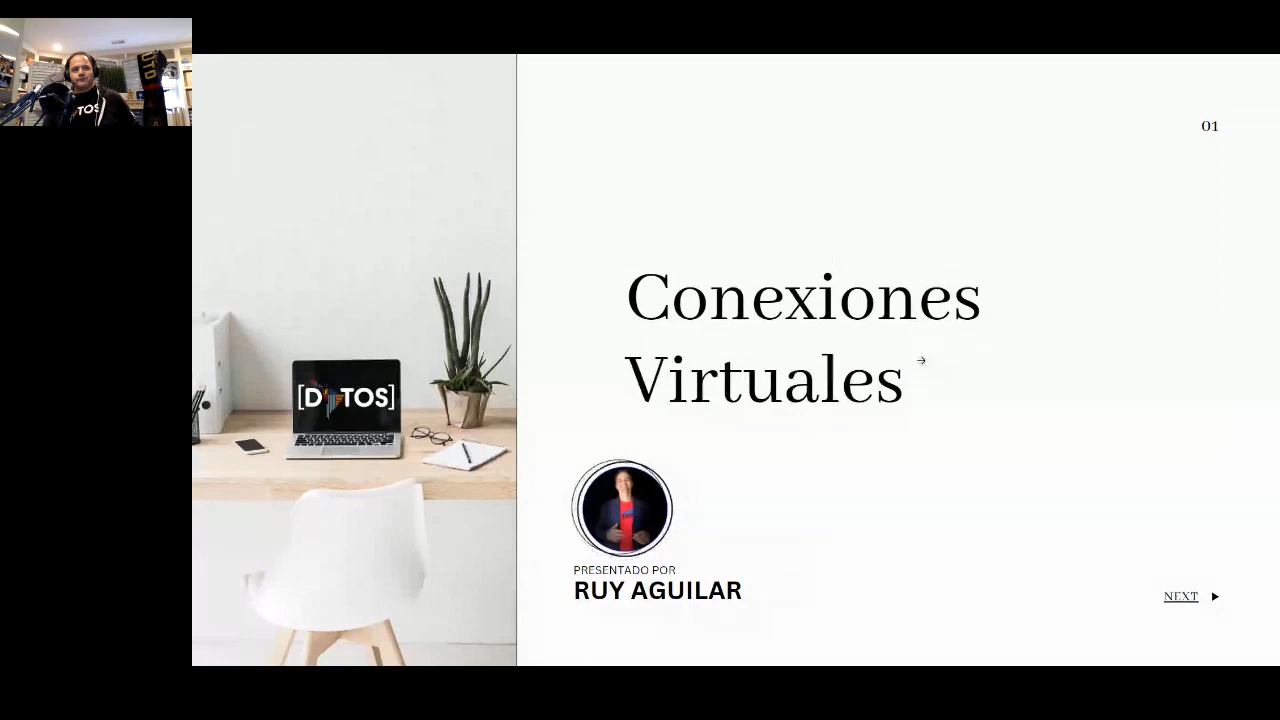 01
Conexiones
Virtuales
[D TOS]
PRESENTADO POR
RUY AGUILAR
NEXT